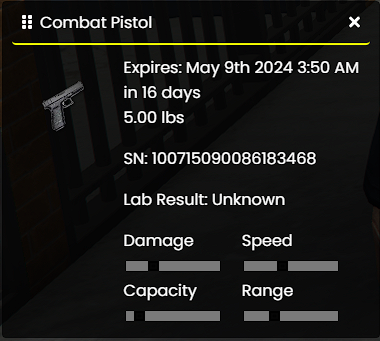 Combat Pistol
Expires: May 9th 2024 3:50 AM
in 16 days
5.00 lbs
SN: 100715090086183468
Lab Result: Unknown
Damage Speed
Capacity Range